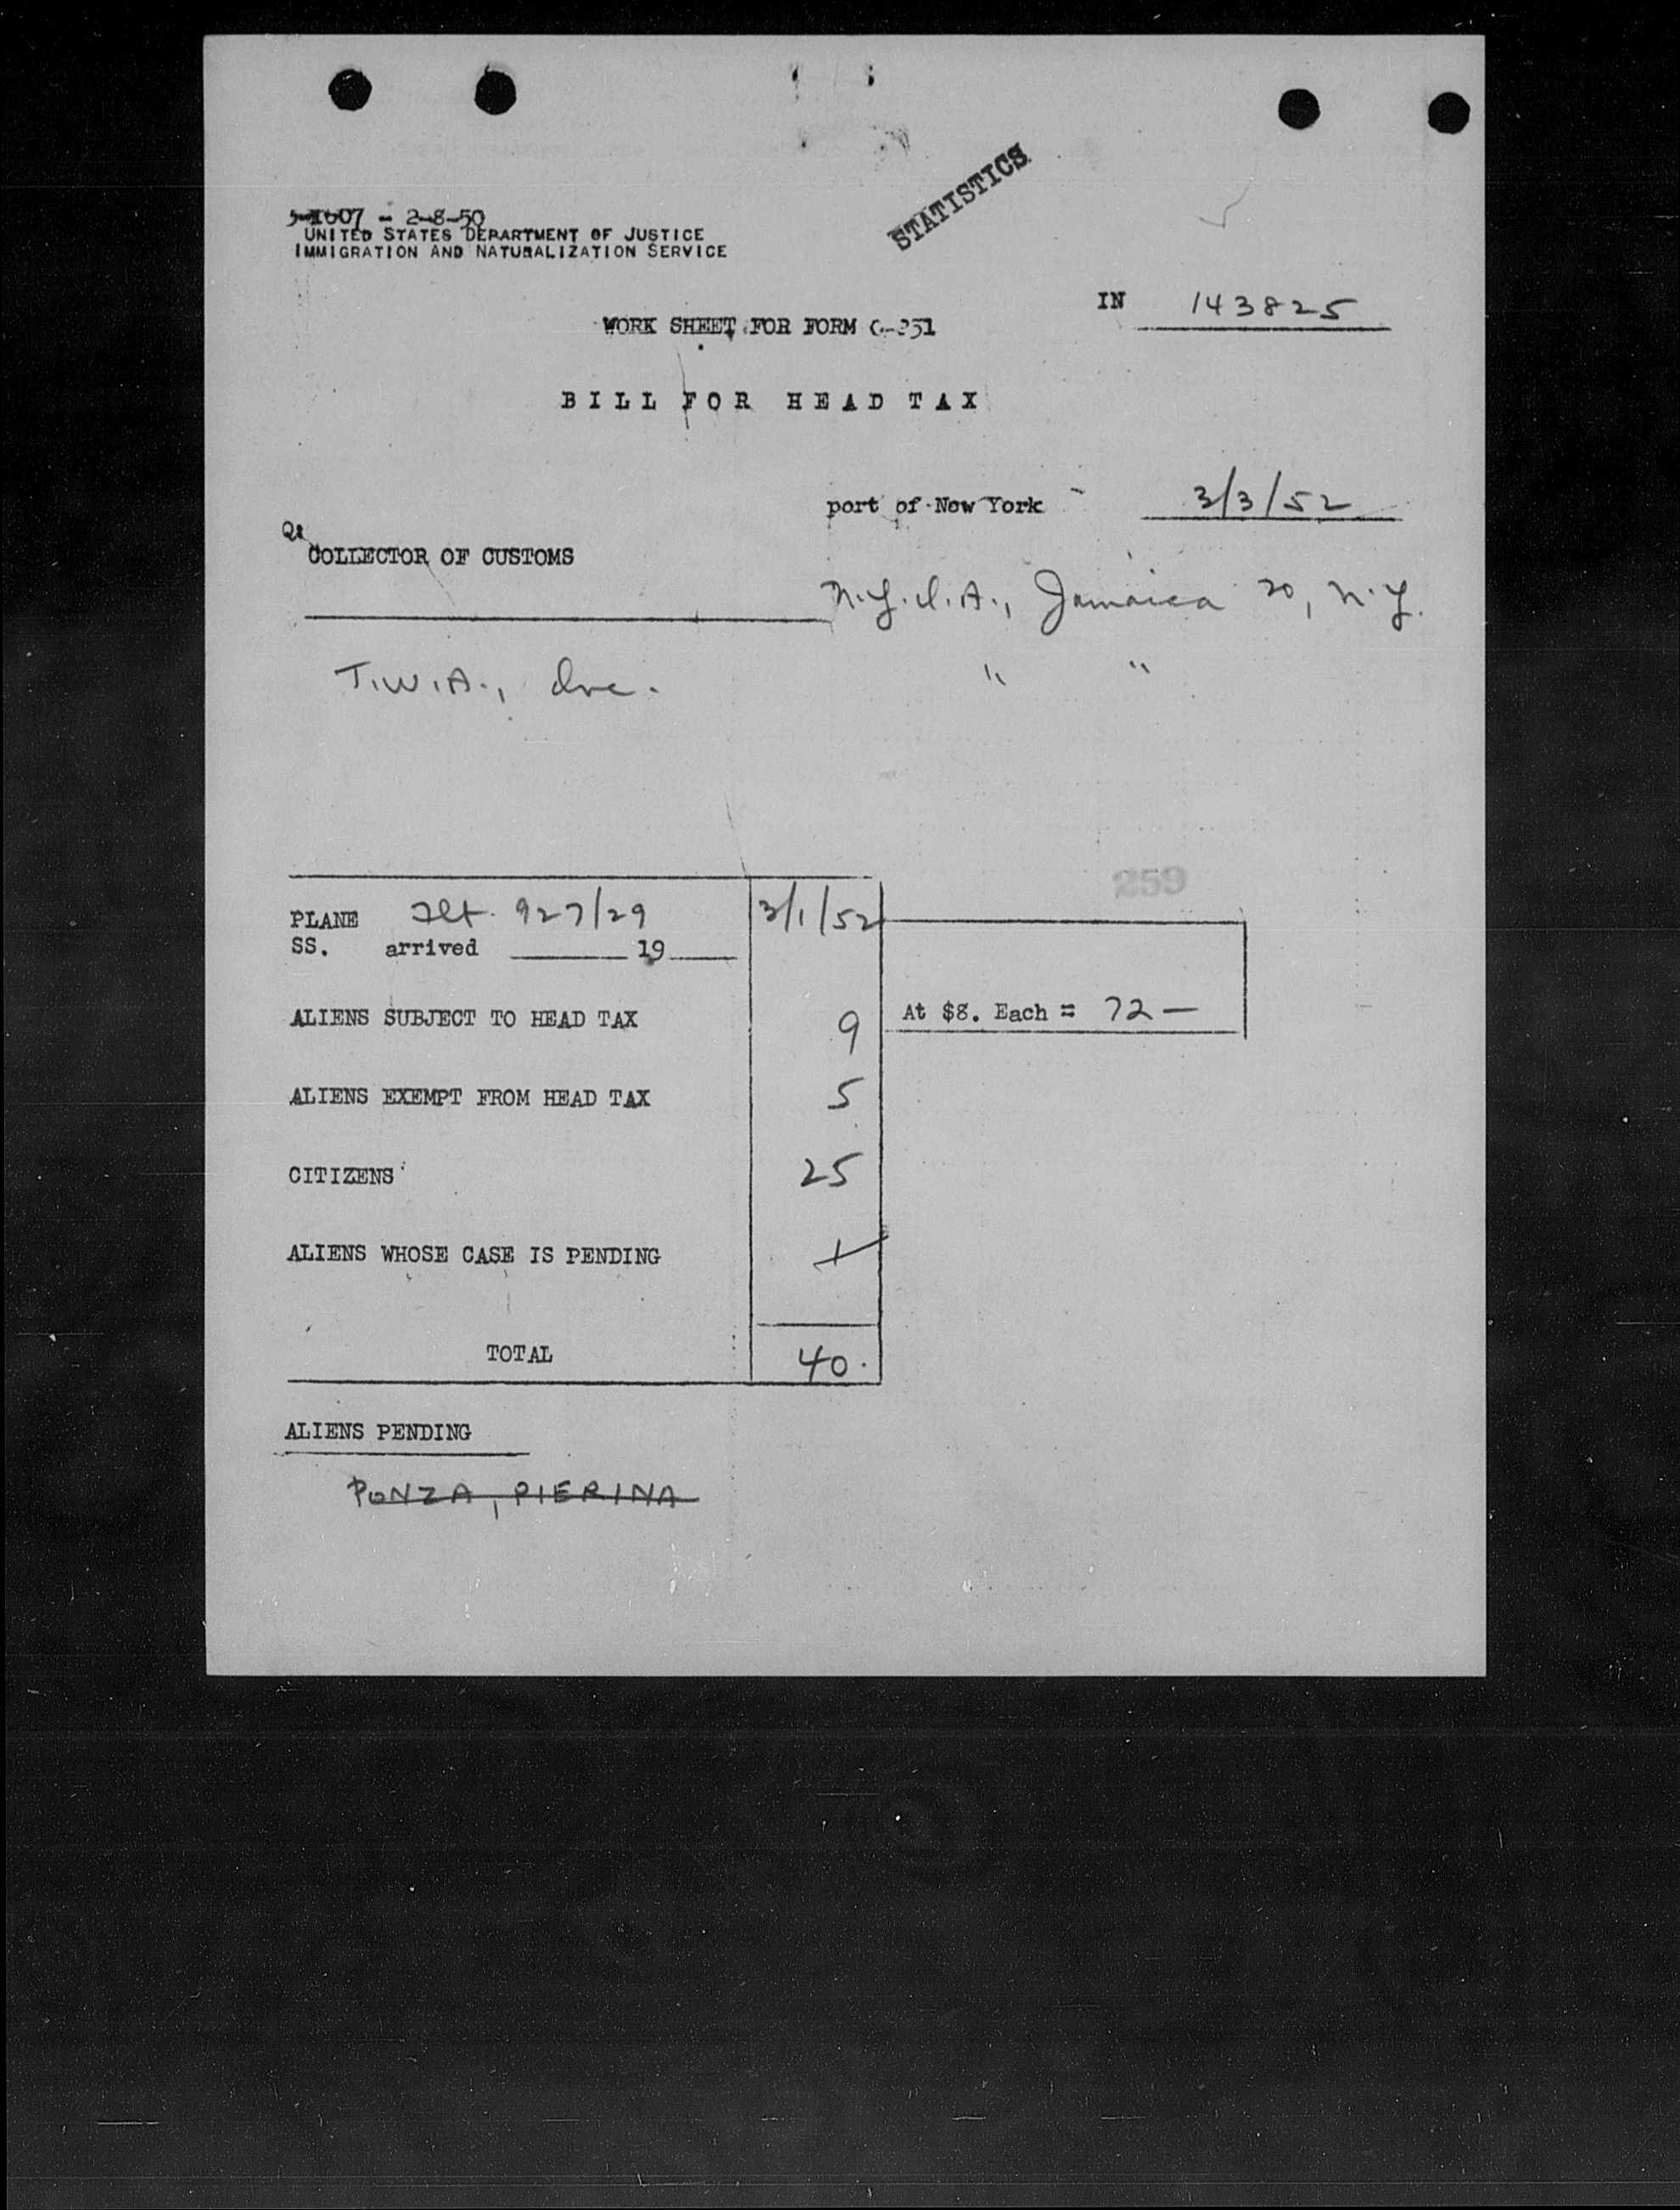 STATISTICS
5-1607 - 2-8-50
UNITED STATES DEPARTMENT OF JUSTICE
IMMIGRATION AND NATURALIZATION SERVICE
IN 143825
WORK SHEET FOR FORM G-251
BILL FOR HEAD TAX
port of New York 3/3/52
COLLECTOR OF CUSTOMS
N.Y.I.A., Jamaica 20, N.Y.
T.W.A., Inc. " "
259
PLANE Flt. 927/29 3/1/52
SS. arrived 19
ALIENS SUBJECT TO HEAD TAX 9 At $8. Each = 72 —
ALIENS EXEMPT FROM HEAD TAX 5
CITIZENS 25
ALIENS WHOSE CASE IS PENDING 1
TOTAL 40.
ALIENS PENDING
PONZA, PIERINA